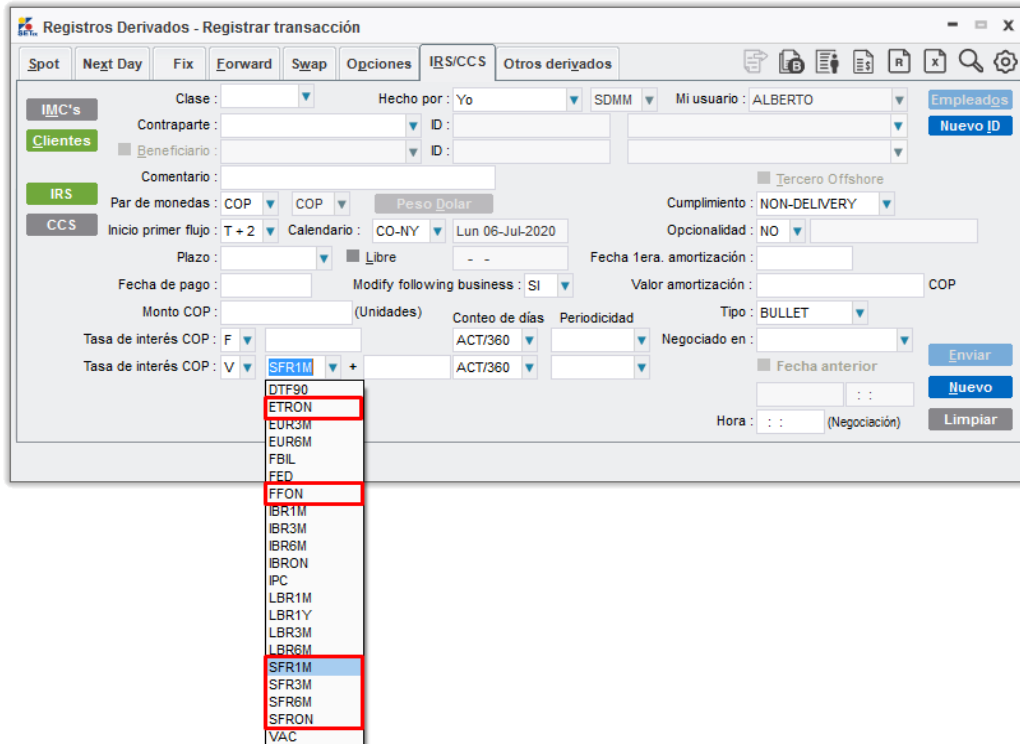 Registros Derivados - Registrar transacción
Spot Next Day Fix Forward Swap Opciones IRS/CCS Otros derivados
IMC's Clase : Hecho por : Yo SDMM Mi usuario : ALBERTO Empleados
Contraparte : ID : Nuevo ID
Clientes
Beneficiario : ID :
Comentario : Tercero Offshore
IRS
Par de monedas : COP COP Peso Dolar Cumplimiento : NON-DELIVERY
CCS
Inicio primer flujo : T + 2 Calendario : CO-NY Lun 06-Jul-2020 Opcionalidad : NO
Plazo : Libre - - Fecha 1era. amortización :
Fecha de pago : Modify following business : SI Valor amortización : COP
Monto COP : (Unidades) Conteo de días Periodicidad Tipo : BULLET
Tasa de interés COP : F ACT/360 Negociado en :
Enviar
Tasa de interés COP : V SFR1M + ACT/360 Fecha anterior
Nuevo
: :
Hora : : : (Negociación) Limpiar
DTF90
ETRON
EUR3M
EUR6M
FBIL
FED
FFON
IBR1M
IBR3M
IBR6M
IBRON
IPC
LBR1M
LBR1Y
LBR3M
LBR6M
SFR1M
SFR3M
SFR6M
SFRON
VAC